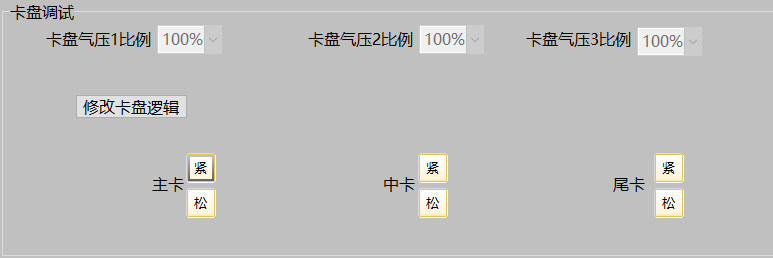 卡盘调试
卡盘气压1比例 100% 卡盘气压2比例 100% 卡盘气压3比例 100%
修改卡盘逻辑
紧 紧 紧
主卡 中卡 尾卡
松 松 松